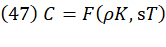 (47) C = F(ρK, sT)